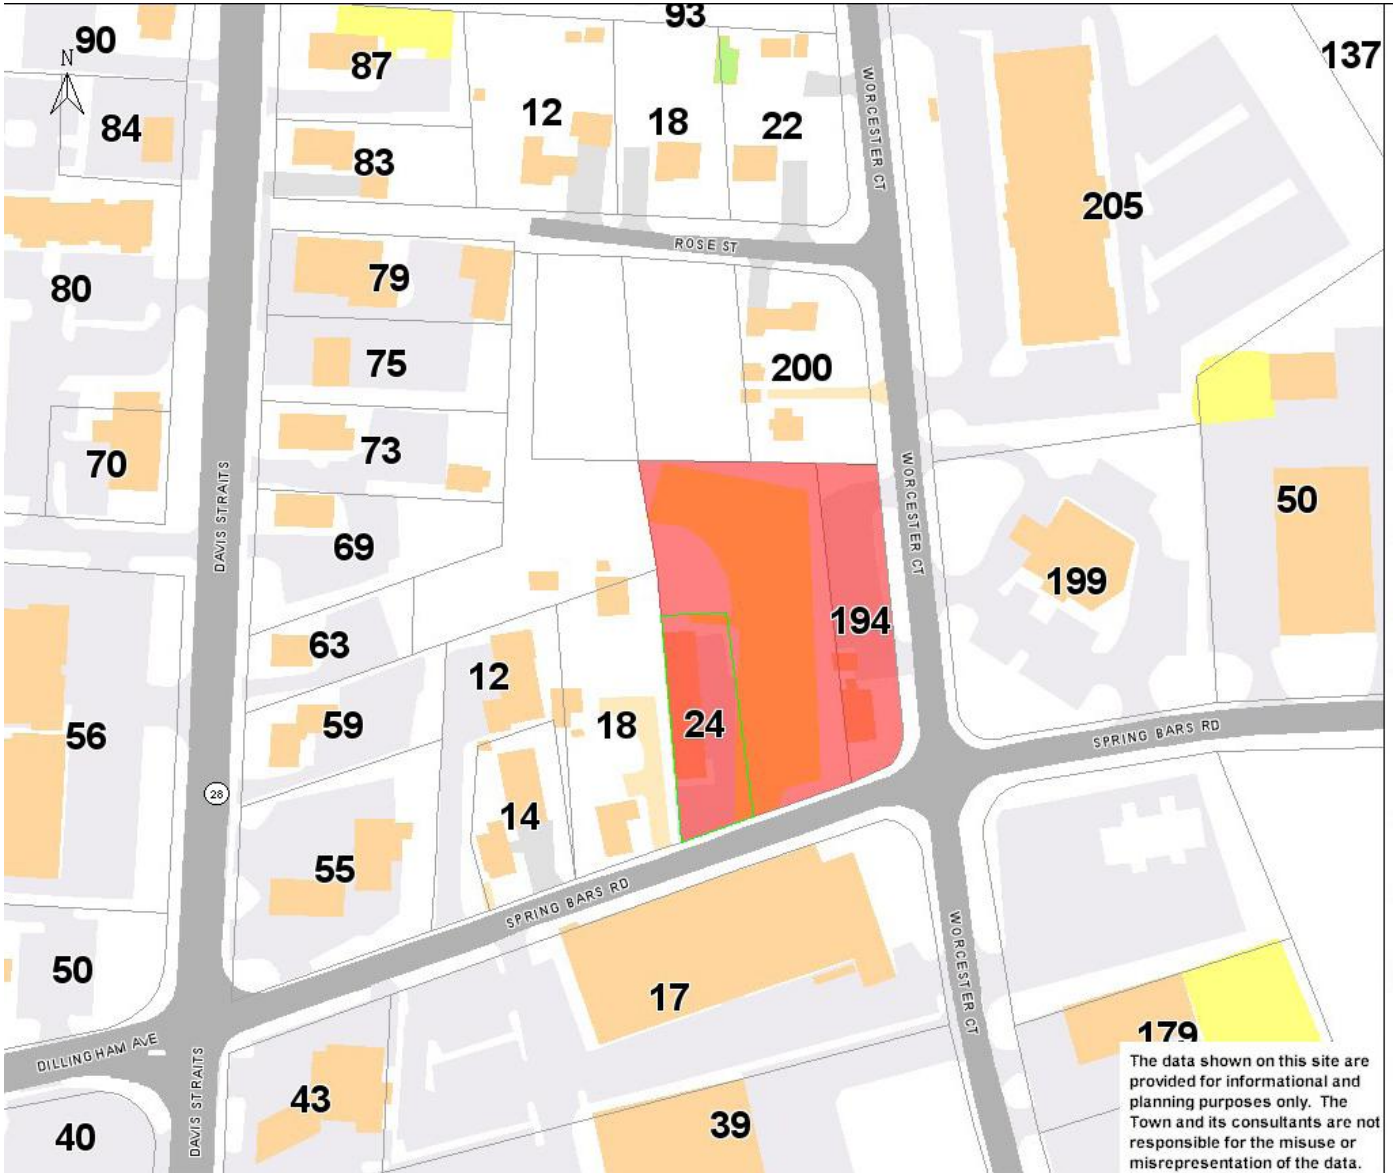 93
90
N
87
137
84
12
18
22
WORCESTER CT
83
205
ROSE ST
79
80
75
200
73
70
DAVIS STRAITS
WORCESTER CT
50
69
199
194
63
12
24
18
59
56
SPRING BARS RD
28
14
55
SPRING BARS RD
WORCESTER CT
50
17
179
DILLINGHAM AVE
DAVIS STRAITS
43
39
40
The data shown on this site are
provided for informational and
planning purposes only. The
Town and its consultants are not
responsible for the misuse or
misrepresentation of the data.